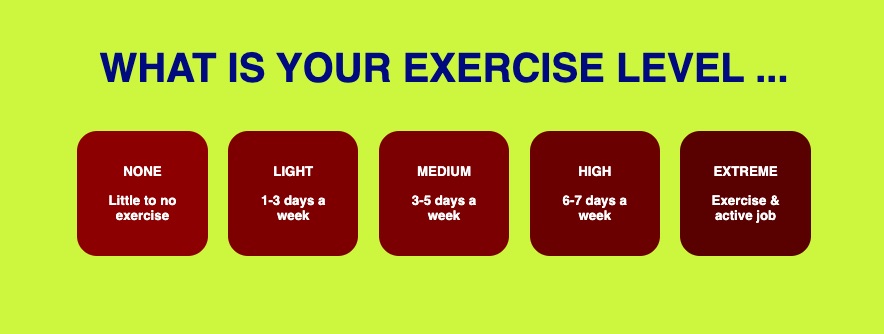 WHAT IS YOUR EXERCISE LEVEL ...
NONE
Little to no
exercise
LIGHT
1-3 days a
week
MEDIUM
3-5 days a
week
HIGH
6-7 days a
week
EXTREME
Exercise &
active job